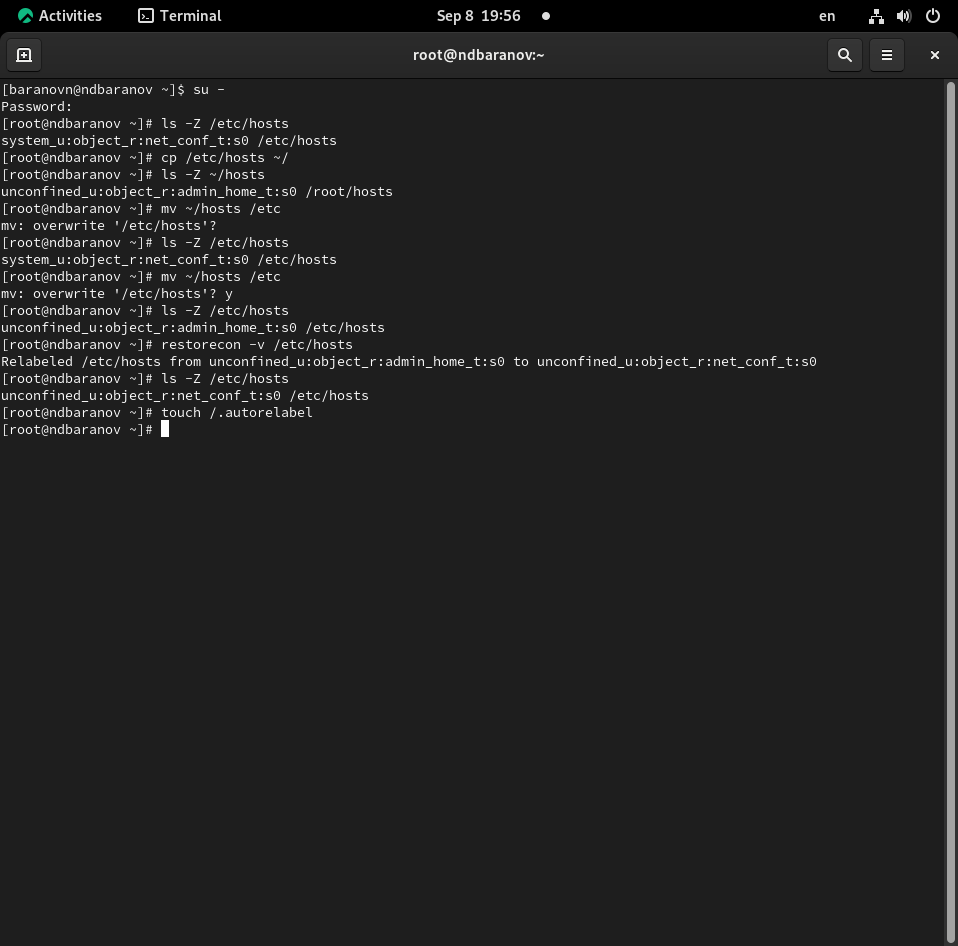 Activities Terminal Sep 8 19:56 en
root@ndbaranov:~
[baranovn@ndbaranov ~]$ su -
Password:
[root@ndbaranov ~]# ls -Z /etc/hosts
system_u:object_r:net_conf_t:s0 /etc/hosts
[root@ndbaranov ~]# cp /etc/hosts ~/
[root@ndbaranov ~]# ls -Z ~/hosts
unconfined_u:object_r:admin_home_t:s0 /root/hosts
[root@ndbaranov ~]# mv ~/hosts /etc
mv: overwrite '/etc/hosts'?
[root@ndbaranov ~]# ls -Z /etc/hosts
system_u:object_r:net_conf_t:s0 /etc/hosts
[root@ndbaranov ~]# mv ~/hosts /etc
mv: overwrite '/etc/hosts'? y
[root@ndbaranov ~]# ls -Z /etc/hosts
unconfined_u:object_r:admin_home_t:s0 /etc/hosts
[root@ndbaranov ~]# restorecon -v /etc/hosts
Relabeled /etc/hosts from unconfined_u:object_r:admin_home_t:s0 to unconfined_u:object_r:net_conf_t:s0
[root@ndbaranov ~]# ls -Z /etc/hosts
unconfined_u:object_r:net_conf_t:s0 /etc/hosts
[root@ndbaranov ~]# touch /.autorelabel
[root@ndbaranov ~]#